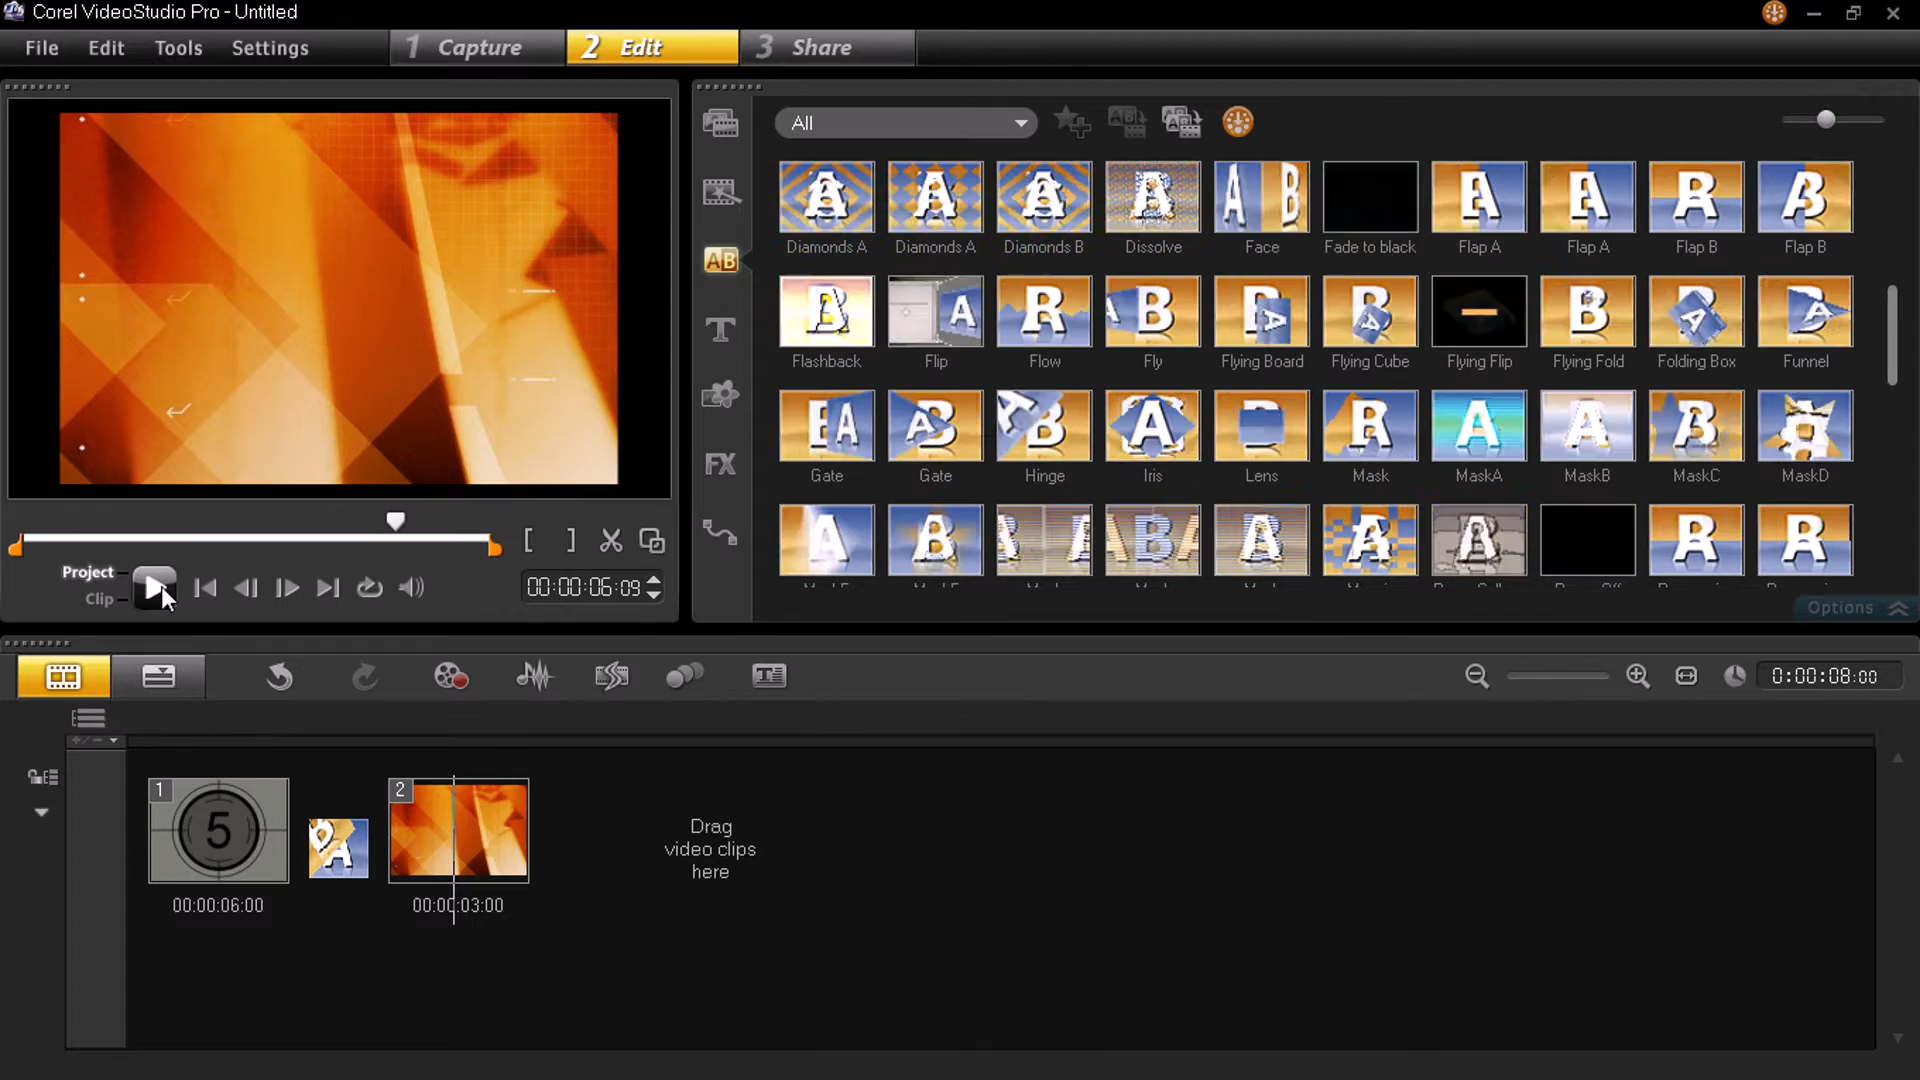 Corel VideoStudio Pro - Untitled
File Edit Tools Settings 1 Capture 2 Edit 3 Share
All
AB
T
FX
Diamonds A Diamonds A Diamonds B Dissolve Face Fade to black Flap A Flap A Flap B Flap B
Flashback Flip Flow Fly Flying Board Flying Cube Flying Flip Flying Fold Folding Box Funnel
Gate Gate Hinge Iris Lens Mask MaskA MaskB MaskC MaskD
Options
Project
Clip
00:00:06:09
0:00:08:00
1
5
00:00:06:00
2
00:00:03:00
Drag
video clips
here